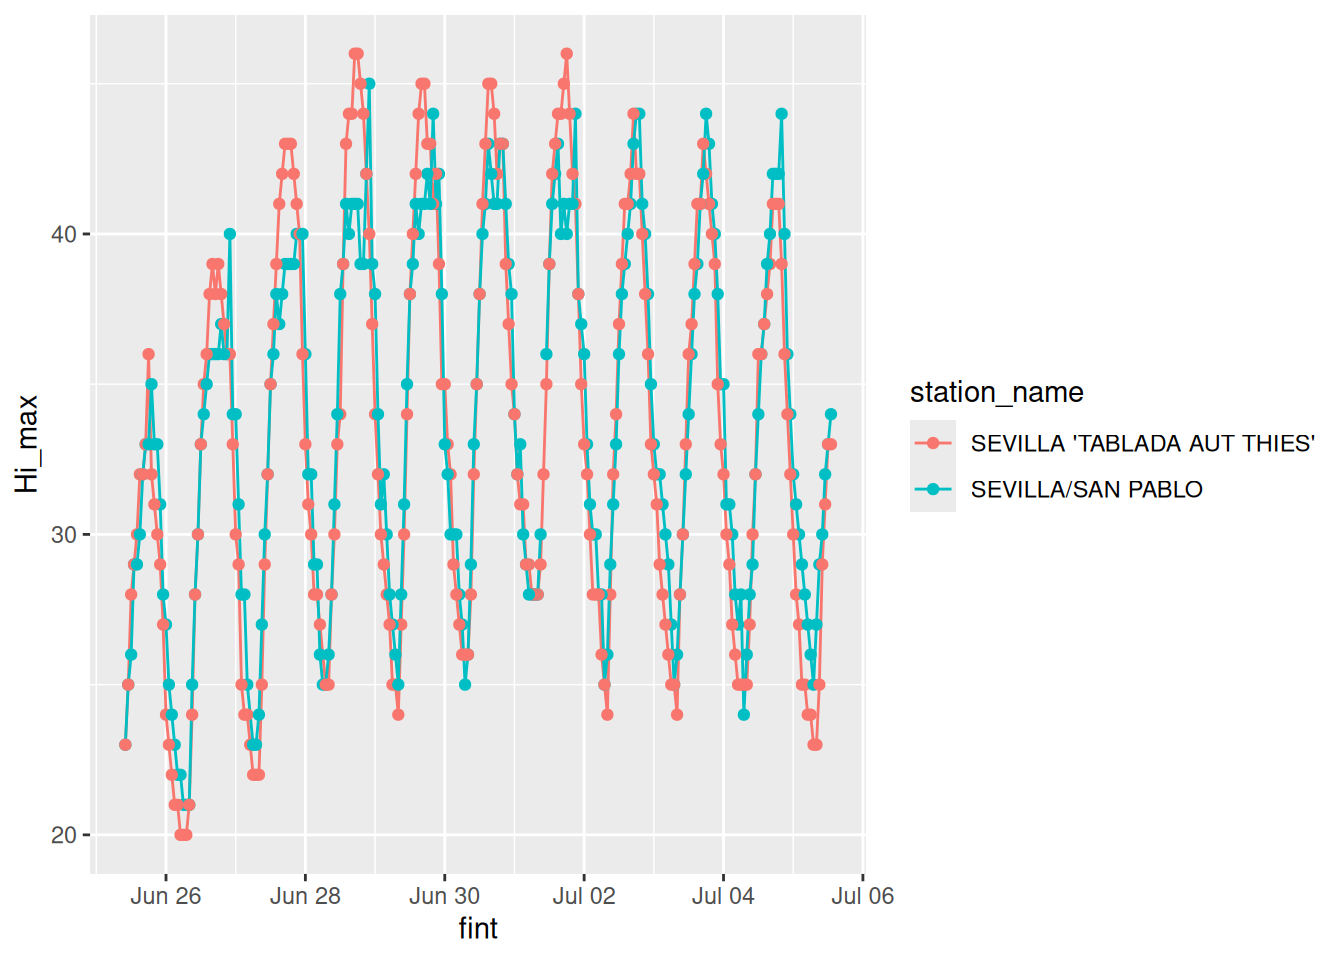 Hi_max
40
30
20
Jun 26
Jun 28
Jun 30
Jul 02
Jul 04
Jul 06
fint
station_name
SEVILLA 'TABLADA AUT THIES'
SEVILLA/SAN PABLO